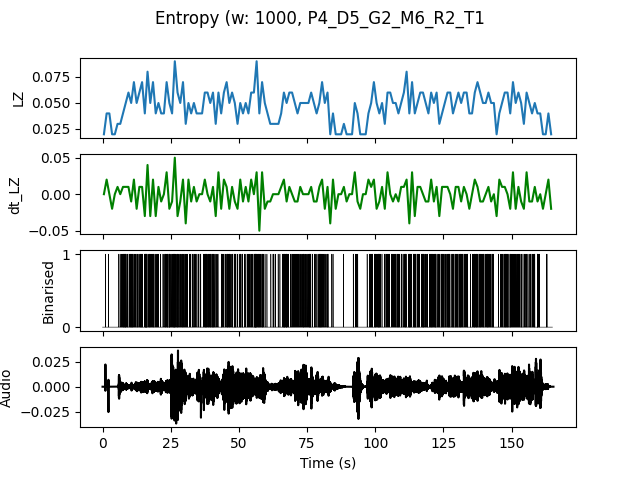 Entropy (w: 1000, P4_D5_G2_M6_R2_T1
0.075
0.050
0.025
LZ
0.05
0.00
−0.05
dt_LZ
1
0
Binarised
0.025
0.000
−0.025
Audio
0 25 50 75 100 125 150
Time (s)